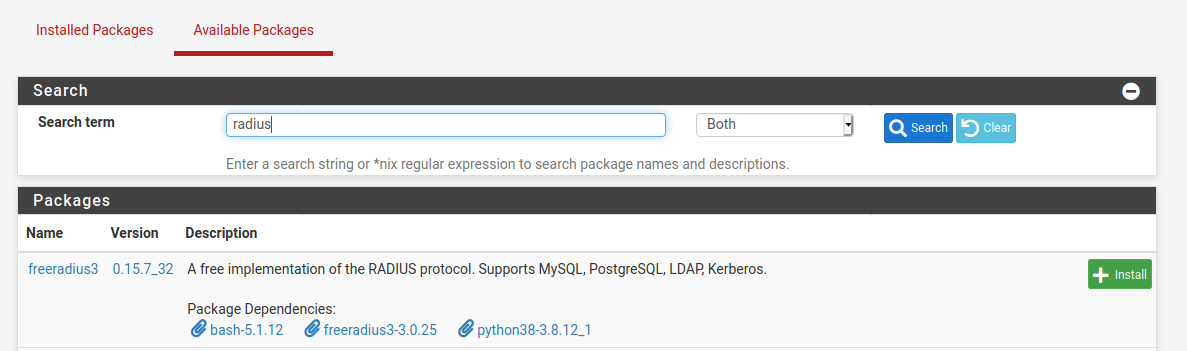 Installed Packages Available Packages
Search
Search term radius Both Search Clear
Enter a search string or *nix regular expression to search package names and descriptions.
Packages
Name Version Description
freeradius3 0.15.7_32 A free implementation of the RADIUS protocol. Supports MySQL, PostgreSQL, LDAP, Kerberos. Install
Package Dependencies:
bash-5.1.12 freeradius3-3.0.25 python38-3.8.12_1